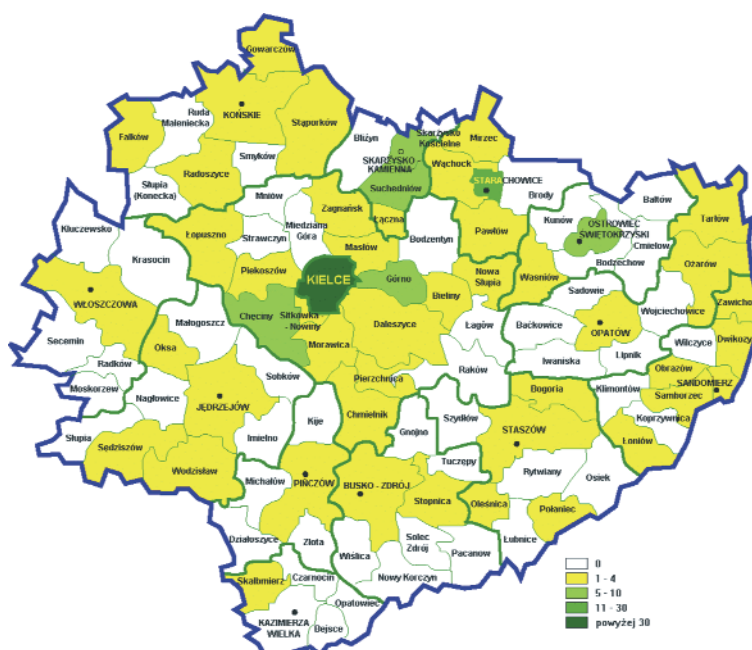 Gowarczów
Ruda
Maleniecka
KOŃSKIE
Fałków
Stąporków
Smyków
Radoszyce
Słupia
(Konecka)
Bliżyn
Skarżysko
Kościelne
Mirzec
SKARŻYSKO -
KAMIENNA
Wąchock
Suchedniów
STARACHOWICE
Brody
Mniów
Zagnańsk
Łączna
Miedziana
Góra
Strawczyn
Łopuszno
Masłów
Bodzentyn
Pawłów
Kunów
Bałtów
OSTROWIEC
ŚWIĘTOKRZYSKI
Ćmielow
Bodzechow
Tarłów
Ożarów
Kluczewsko
Krasocin
Piekoszów
KIELCE
Górno
Nowa
Słupia
Waśniów
Bieliny
Sadowie
Wojciechowice
Zawicho
WŁOSZCZOWA
Chęciny
Sitkówka
- Nowiny
Daleszyce
Łagów
Baćkowice
OPATÓW
Małogoszcz
Morawica
Secemin
Oksa
Radków
Iwaniska
Lipnik
Wilczyce
Dwikozy
Obrazów
Raków
Sobków
Pierzchnica
SANDOMIERZ
Moskorzew
Nagłowice
Klimontów
Samborzec
Bogoria
JĘDRZEJÓW
Chmielnik
Kije
Szydłów
Koprzywnica
Słupia
Imielno
Gnojno
STASZÓW
Łoniów
Sędziszów
Wodzisław
Tuczępy
Rytwiany
Osiek
Michałów
PIŃCZÓW
BUSKO - ZDRÓJ
Stopnica
Oleśnica
Połaniec
Działoszyce
Złota
Wiślica
Solec
Zdrój
Pacanow
Łubnice
Skalbmierz
Czarnocin
Nowy Korczyn
Opatowiec
KAZIMIERZA
WIELKA
Bejsce
0
1 - 4
5 - 10
11 - 30
powyżej 30